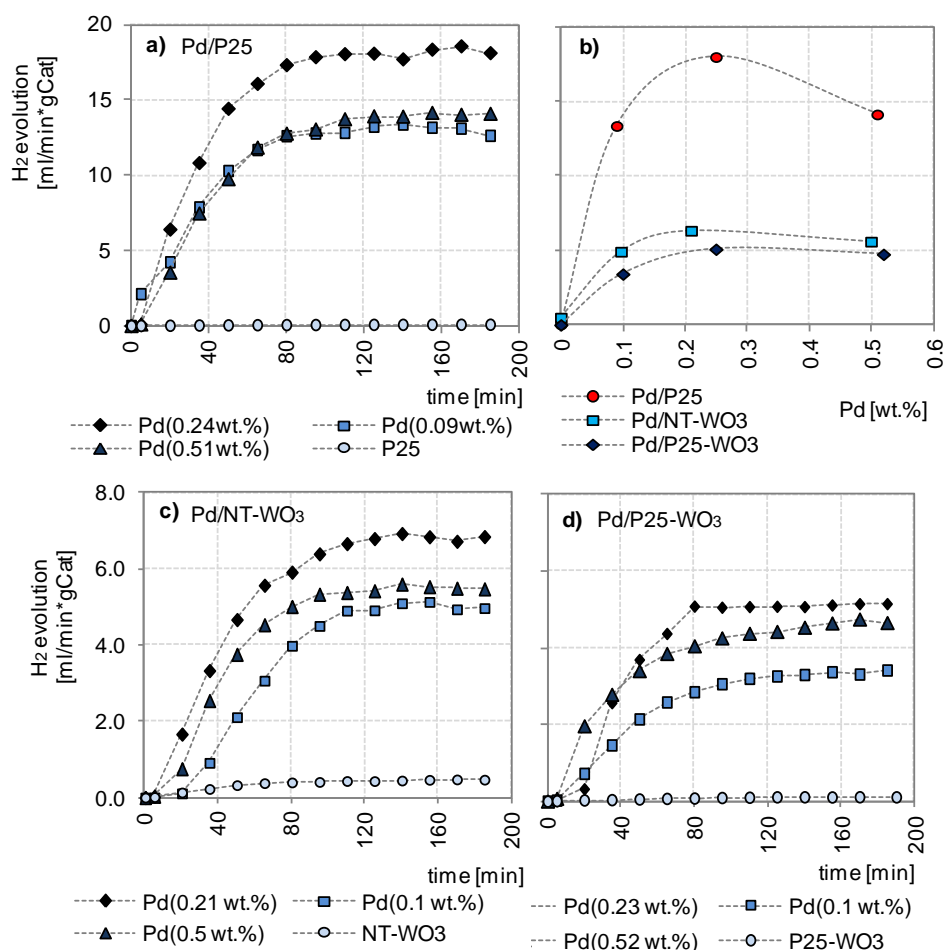 a) Pd/P25
H2 evolution
[ml/min*gCat]
20
15
10
5
0
0
40
80
120
160
200
time [min]
Pd(0.24wt.%)
Pd(0.09wt.%)
Pd(0.51wt.%)
P25
b)
0
0.1
0.2
0.3
0.4
0.5
0.6
Pd [wt.%]
Pd/P25
Pd/NT-WO3
Pd/P25-WO3
c) Pd/NT-WO3
H2 evolution
[ml/min*gCat]
8.0
6.0
4.0
2.0
0.0
0
40
80
120
160
200
time [min]
Pd(0.21 wt.%)
Pd(0.1 wt.%)
Pd(0.5 wt.%)
NT-WO3
d) Pd/P25-WO3
0
40
80
120
160
200
time [min]
Pd(0.23 wt.%)
Pd(0.1 wt.%)
Pd(0.52 wt.%)
P25-WO3